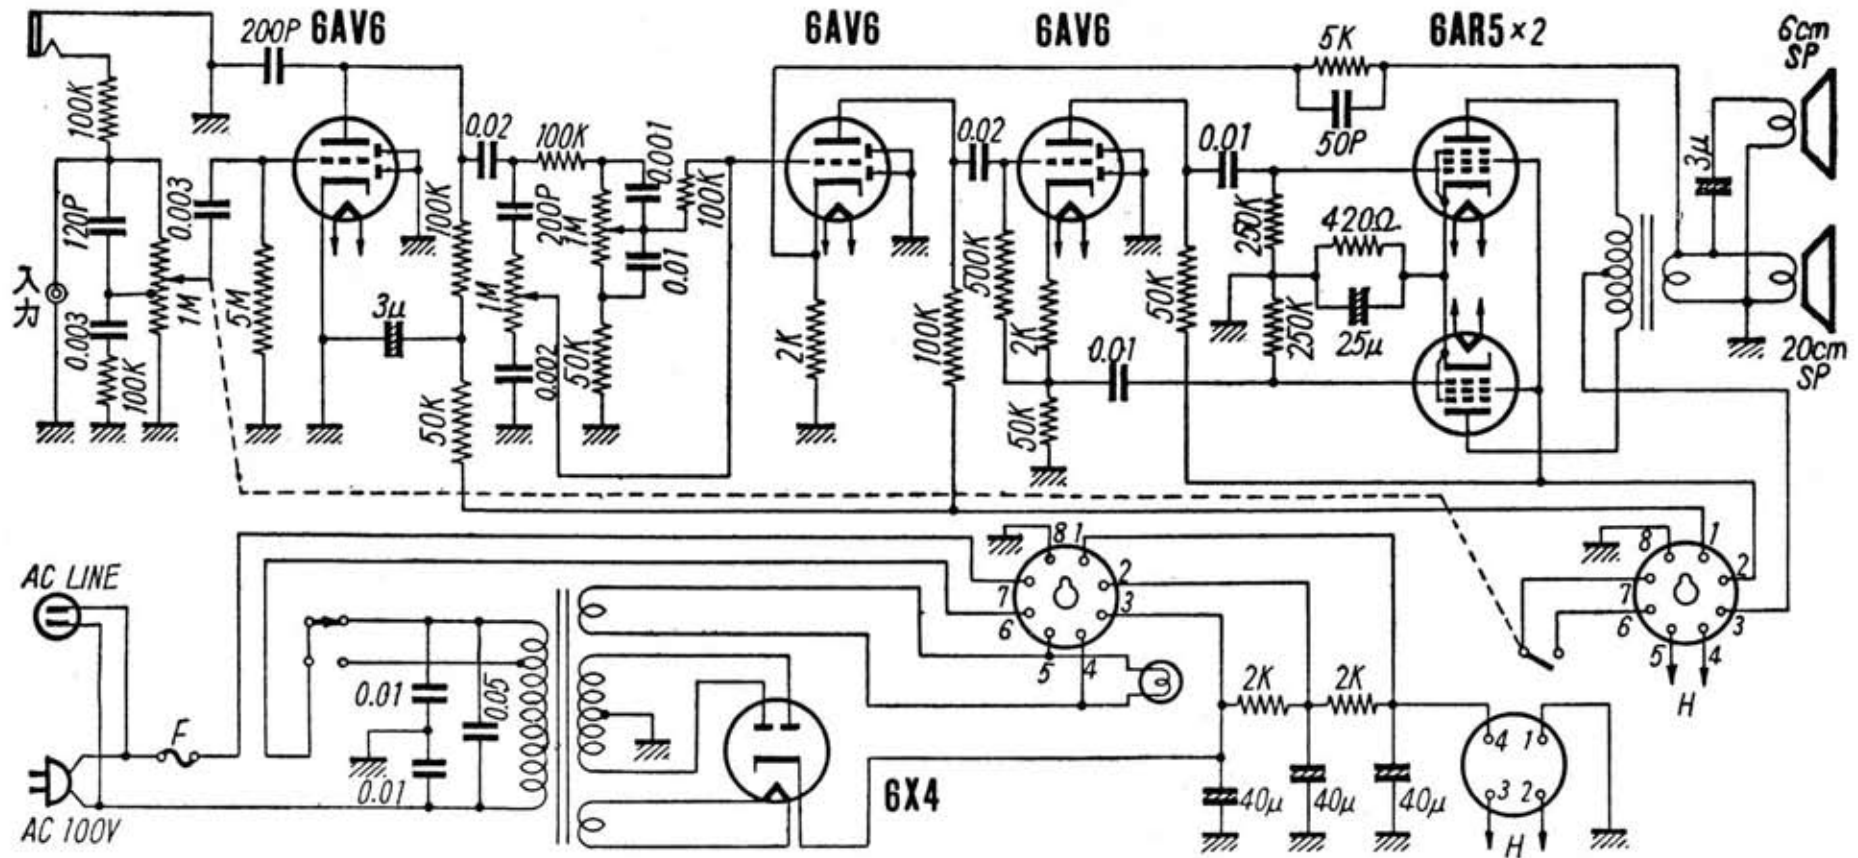 200P
6AV6
6AV6
6AV6
6AR5×2
6cm
SP
5K
50P
100K
0.02
100K
0.001
0.02
0.01
3μ
120P
0.003
100K
200P
1M
100K
0.01
500K
250K
420Ω
入力
1M
5M
3μ
1M
2K
100K
2K
50K
250K
25μ
20cm
SP
0.003
100K
50K
0.002
50K
0.01
50K
AC LINE
8 1
2
3
7
6
5 4
8 1
2
3
7
6
5 4
H
0.01
0.05
0.01
F
AC 100V
6X4
2K
2K
40μ
40μ
40μ
4 1
3 2
H